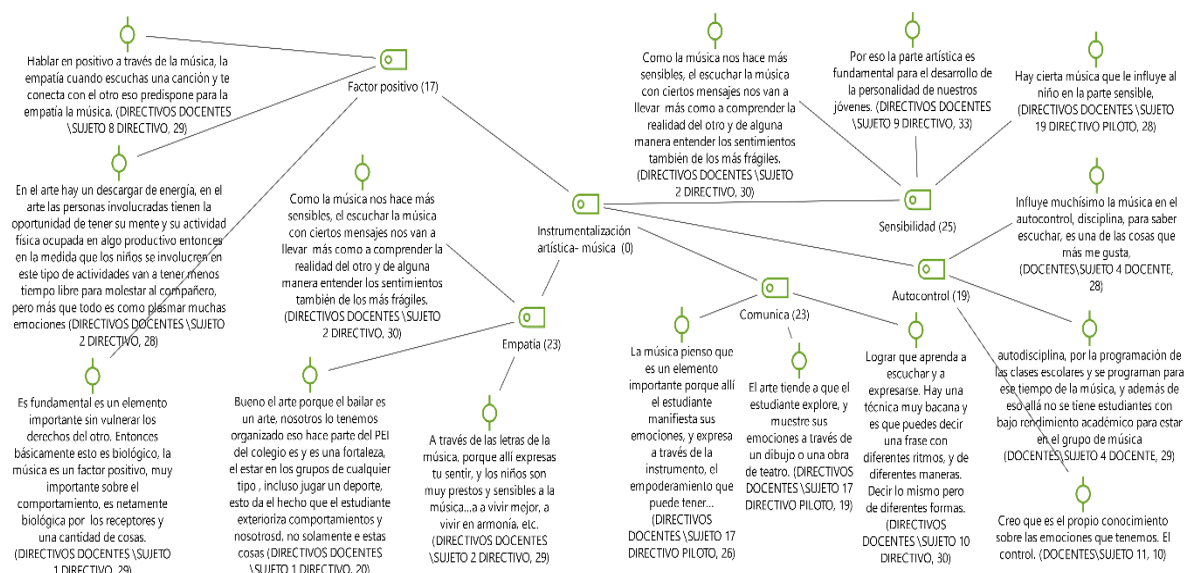 Hablar en positivo a través de la música, la
empatía cuando escuchas una canción y te
conecta con el otro eso predispone para la
empatía la música. (DIRECTIVOS DOCENTES
\SUJETO 8 DIRECTIVO, 29)
Factor positivo (17)
Como la música nos hace más
sensibles, el escuchar la música
con ciertos mensajes nos van a
llevar más como a comprender la
realidad del otro y de alguna
manera entender los sentimientos
también de los más frágiles.
(DIRECTIVOS DOCENTES \SUJETO
2 DIRECTIVO, 30)
Por eso la parte artística es
fundamental para el desarrollo de
la personalidad de nuestros
jóvenes. (DIRECTIVOS DOCENTES
\SUJETO 9 DIRECTIVO, 33)
Hay cierta música que le influye al
niño en la parte sensible,
(DIRECTIVOS DOCENTES \SUJETO
19 DIRECTIVO PILOTO, 28)
En el arte hay un descargar de energía, en el
arte las personas involucradas tienen la
oportunidad de tener su mente y su actividad
física ocupada en algo productivo entonces
en la medida que los niños se involucren en
este tipo de actividades van a tener menos
tiempo libre para molestar al compañero,
pero más que todo es como plasmar muchas
emociones (DIRECTIVOS DOCENTES \SUJETO
2 DIRECTIVO, 28)
Como la música nos hace más
sensibles, el escuchar la música
con ciertos mensajes nos van a
llevar más como a comprender la
realidad del otro y de alguna
manera entender los sentimientos
también de los más frágiles.
(DIRECTIVOS DOCENTES \SUJETO
2 DIRECTIVO, 30)
Instrumentalización
artística- música (0)
Sensibilidad (25)
Influye muchísimo la música en el
autocontrol, disciplina, para saber
escuchar, es una de las cosas que
más me gusta,
(DOCENTES\SUJETO 4 DOCENTE,
28)
Autocontrol (19)
Comunica (23)
Empatía (23)
Es fundamental es un elemento
importante sin vulnerar los
derechos del otro. Entonces
básicamente esto es biológico, la
música es un factor positivo, muy
importante sobre el
comportamiento, es netamente
biológica por los receptores y
una cantidad de cosas.
(DIRECTIVOS DOCENTES \SUJETO
1 DIRECTIVO, 29)
Bueno el arte porque el bailar es
un arte, nosotros lo tenemos
organizado eso hace parte del PEI
del colegio es y es una fortaleza,
el estar en los grupos de cualquier
tipo , incluso jugar un deporte,
esto da el hecho que el estudiante
exterioriza comportamientos y
nosotrosd, no solamente e estas
cosas (DIRECTIVOS DOCENTES
\SUJETO 1 DIRECTIVO, 20)
A través de las letras de la
música, porque allí expresas
tu sentir, y los niños son
muy prestos y sensibles a la
música...a a vivir mejor, a
vivir en armonía. etc.
(DIRECTIVOS DOCENTES
\SUJETO 2 DIRECTIVO, 29)
La música pienso que
es un elemento
importante porque allí
el estudiante
manifiesta sus
emociones, y expresa
a través de la
instrumento, el
empoderamiento que
puede tener...
(DIRECTIVOS
DOCENTES \SUJETO 17
DIRECTIVO PILOTO, 26)
El arte tiende a que el
estudiante explore, y
muestre sus
emociones a través de
un dibujo o una obra
de teatro. (DIRECTIVOS
DOCENTES \SUJETO 17
DIRECTIVO PILOTO, 19)
Lograr que aprenda a
escuchar y a
expresarse. Hay una
técnica muy bacana y
es que puedes decir
una frase con
diferentes ritmos, y de
diferentes maneras.
Decir lo mismo pero
de diferentes formas.
(DIRECTIVOS
DOCENTES \SUJETO 10
DIRECTIVO, 30)
autodisciplina, por la programación de
las clases escolares y se programan para
ese tiempo de la música, y además de
eso allá no se tiene estudiantes con
bajo rendimiento académico para estar
en el grupo de música
(DOCENTES\SUJETO 4 DOCENTE, 29)
Creo que es el propio conocimiento
sobre las emociones que tenemos. El
control. (DOCENTES\SUJETO 11, 10)